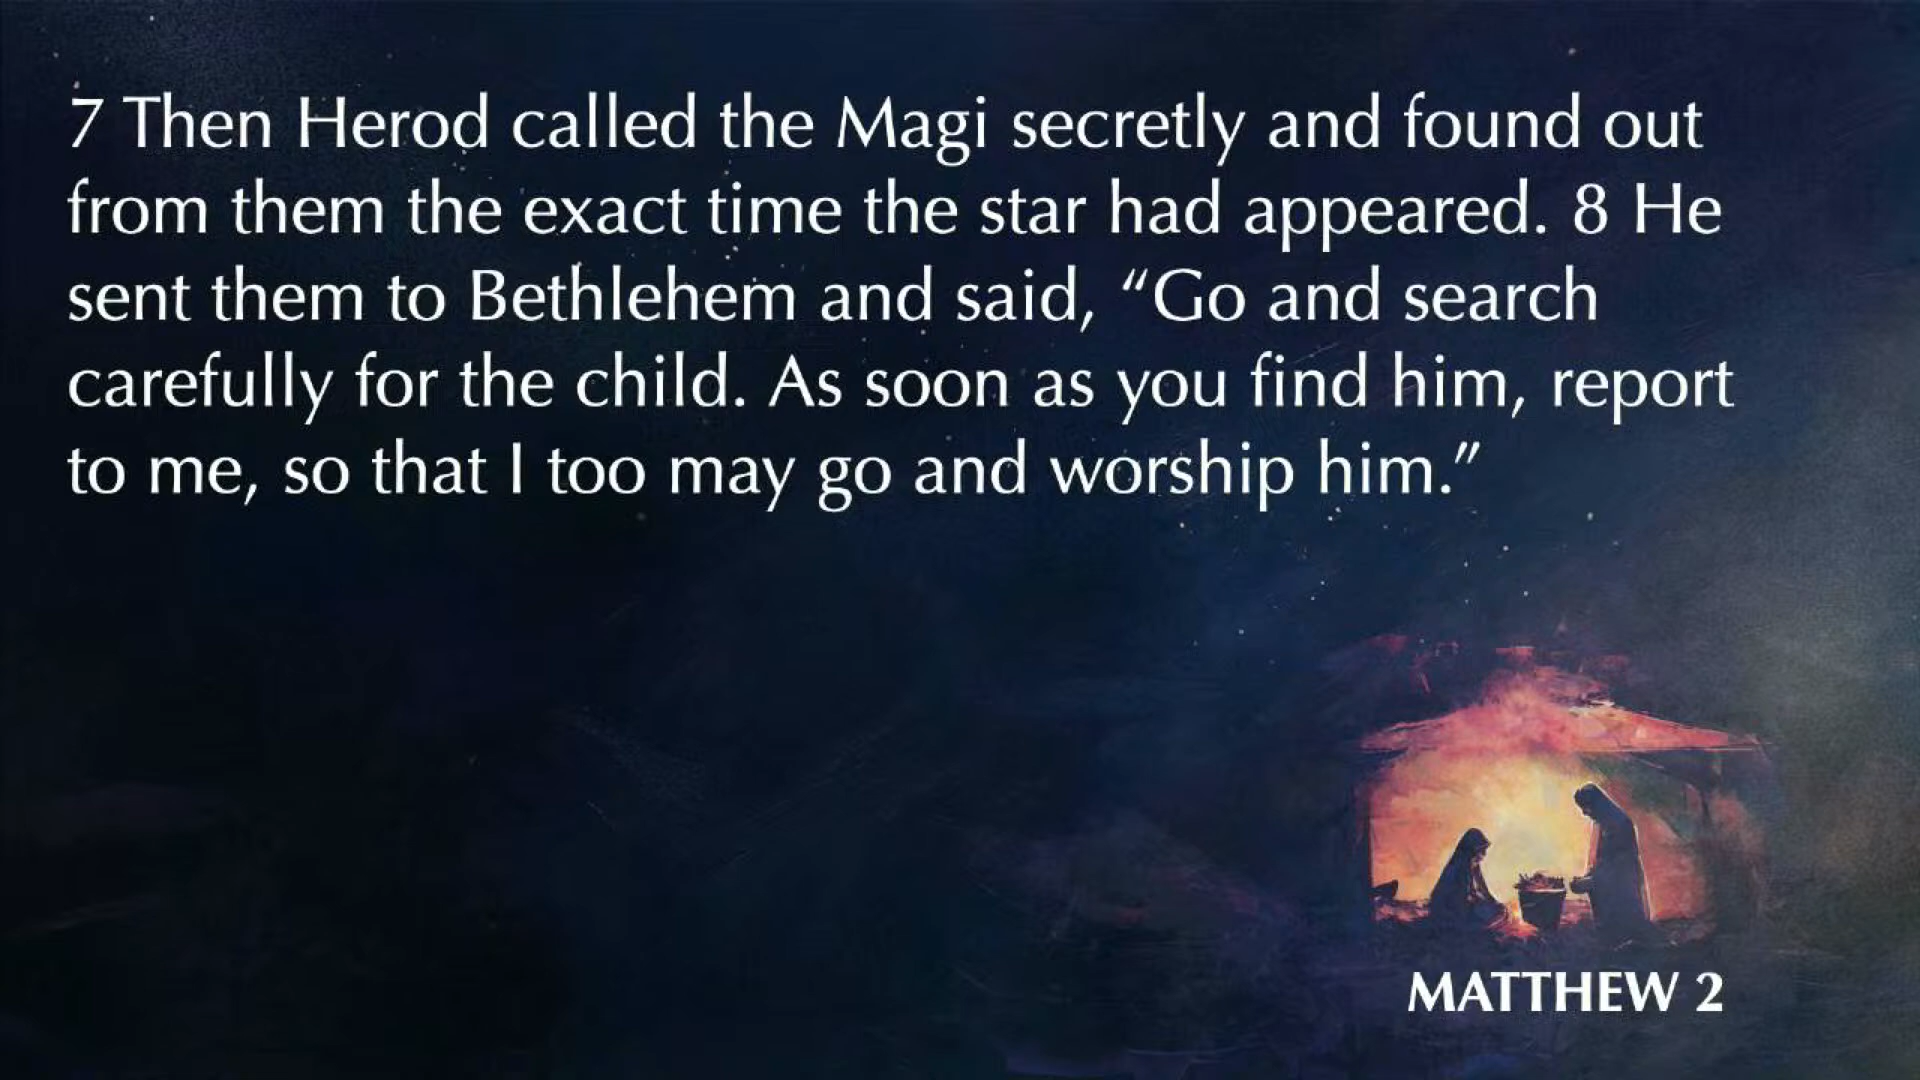 7 Then Herod called the Magi secretly and found out
from them the exact time the star had appeared. 8 He
sent them to Bethlehem and said, “Go and search
carefully for the child. As soon as you find him, report
to me, so that I too may go and worship him.”
MATTHEW 2